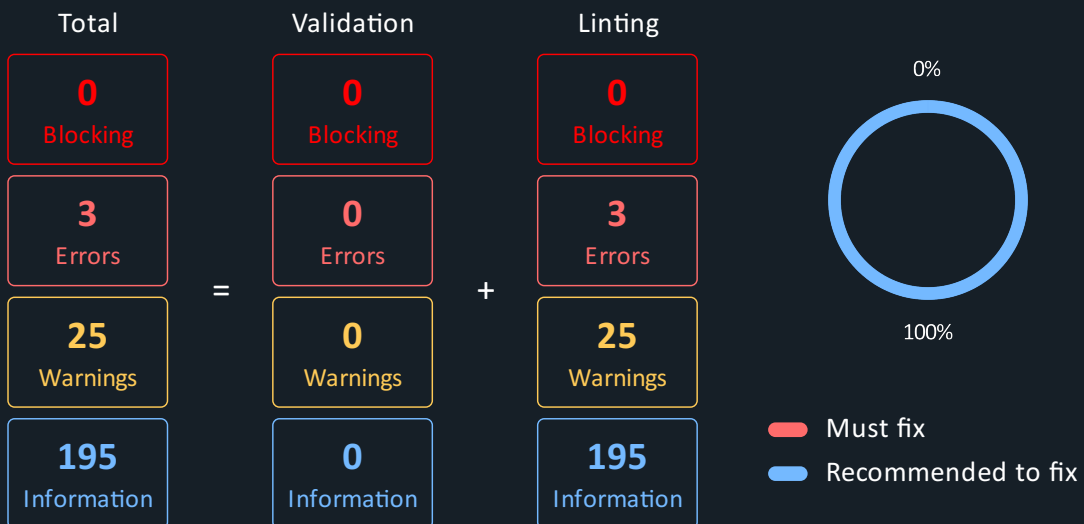 Total
0
Blocking
3
Errors
25
Warnings
195
Information
=
Validation
0
Blocking
0
Errors
0
Warnings
0
Information
+
Linting
0
Blocking
3
Errors
25
Warnings
195
Information
0%
100%
Must fix
Recommended to fix